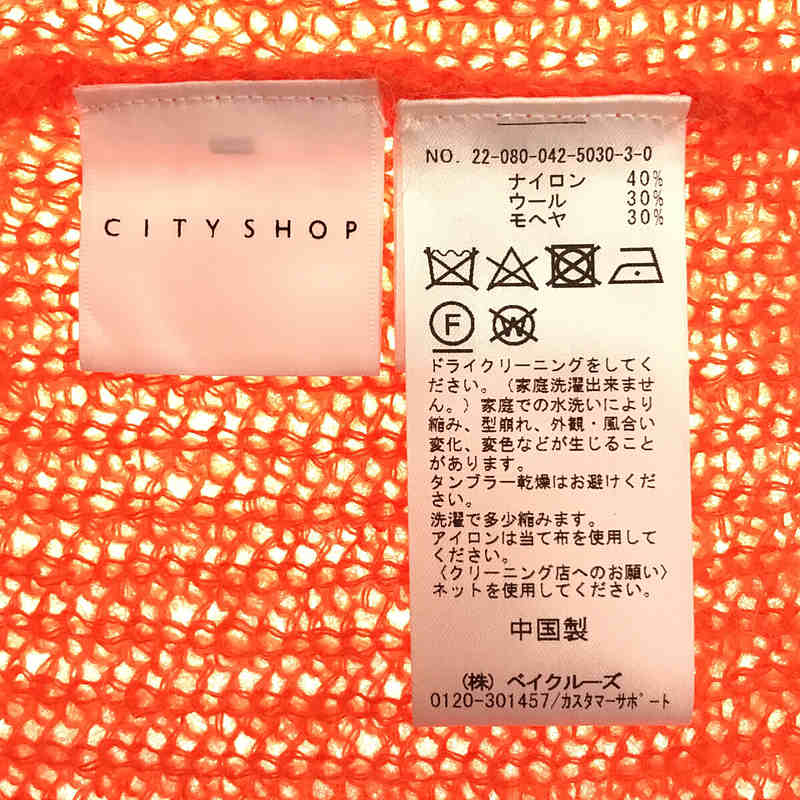 CITY SHOP
NO. 22-080-042-5030-3-0
ナイロン 40%
ウール 30%
モヘヤ 30%
F
W
ドライクリーニングをしてく
ださい。(家庭洗濯出来ませ
ん。)家庭での水洗いにより
縮み、型崩れ、外観・風合い
変化、変色などが生じること
があります。
タンブラー乾燥はお避けくだ
さい。
洗濯で多少縮みます。
アイロンは当て布を使用して
ください。
〈クリーニング店へのお願い〉
ネットを使用してください。
中国製
(株) ベイクルーズ
0120-301457/カスタマーサポート